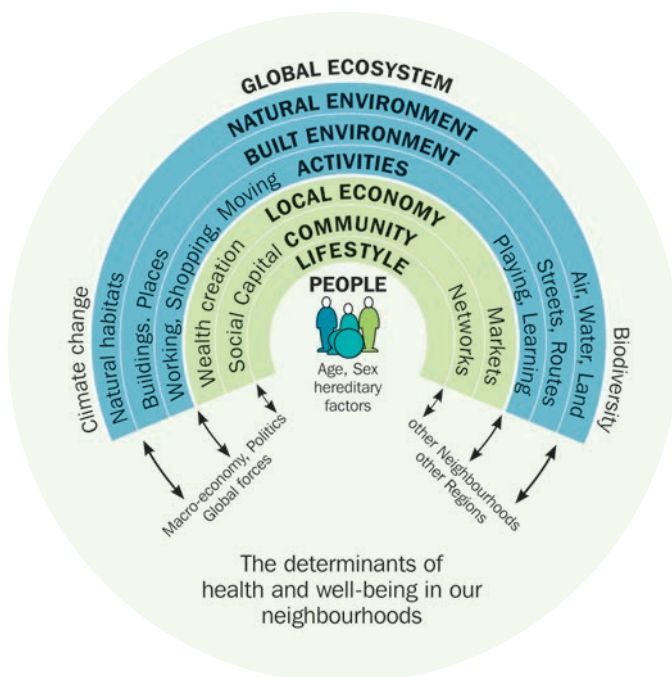 GLOBAL ECOSYSTEM
NATURAL ENVIRONMENT
BUILT ENVIRONMENT
ACTIVITIES
LOCAL ECONOMY
COMMUNITY
LIFESTYLE
PEOPLE
Age, Sex
hereditary
factors
Climate change
Natural habitats
Buildings. Places
Working, Shopping, Moving
Wealth creation
Social Capital
Networks
Markets
Playing, Learning
Streets, Routes
Air, Water, Land
Biodiversity
Macro-economy, Politics
Global forces
other Neighbourhoods
other Regions
The determinants of
health and well-being in our
neighbourhoods